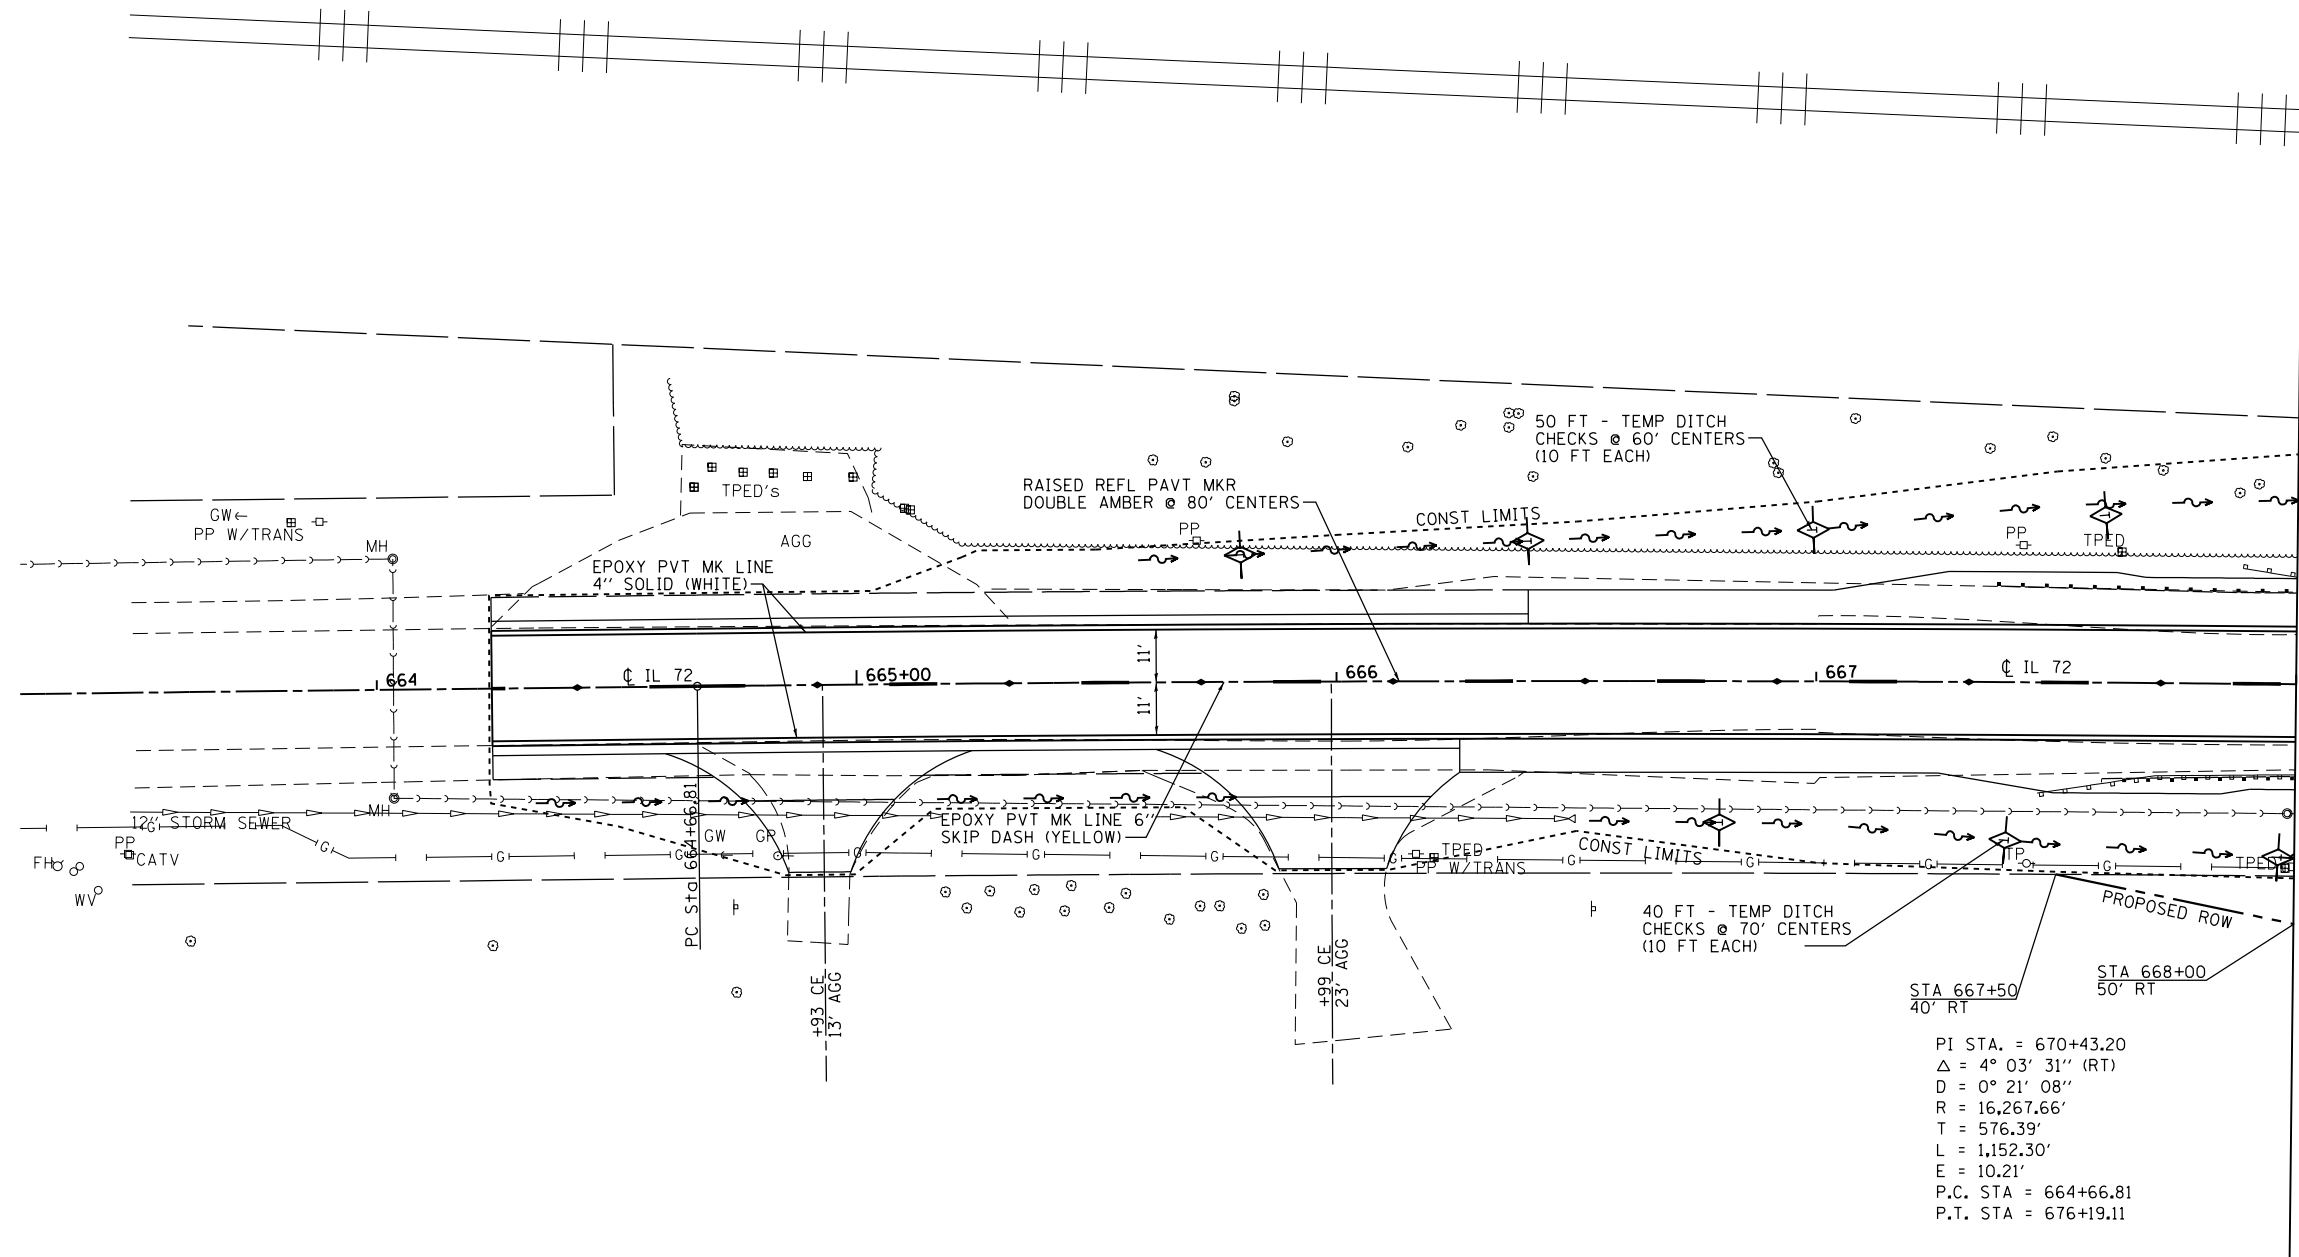 50 FT - TEMP DITCH
CHECKS @ 60' CENTERS
(10 FT EACH)
RAISED REFL PAVT MKR
DOUBLE AMBER @ 80' CENTERS
TPED's
GW←
PP W/TRANS
CONST LIMITS
PP
PP
TPED
MH
AGG
EPOXY PVT MK LINE
4'' SOLID (WHITE)
11'
11'
664
℄ IL 72
665+00
666
667
℄ IL 72
MH
12'' STORM SEWER
G
G
PP
CATV
FH
WV
G
G
GW
GP
G
EPOXY PVT MK LINE 6''
SKIP DASH (YELLOW)
G
G
G
TPED
PP W/TRANS
G
CONST LIMITS
G
G
TP
G
TPED
PC Sta 664+66.81
+93 CE
13' AGG
+99 CE
23' AGG
40 FT - TEMP DITCH
CHECKS @ 70' CENTERS
(10 FT EACH)
PROPOSED ROW
STA 668+00
50' RT
STA 667+50
40' RT
PI STA. = 670+43.20
Δ = 4° 03' 31'' (RT)
D = 0° 21' 08''
R = 16,267.66'
T = 576.39'
L = 1,152.30'
E = 10.21'
P.C. STA = 664+66.81
P.T. STA = 676+19.11